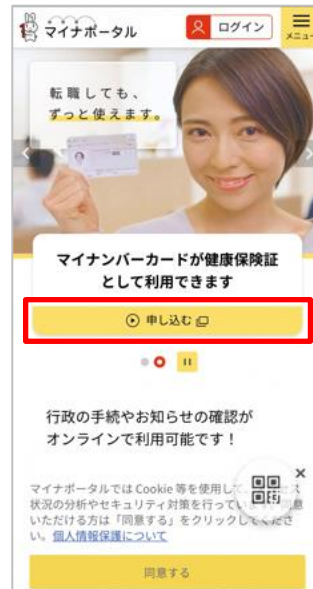 マイナポータル
ログイン
メニュー
転職しても、
ずっと使えます。
マイナンバーカードが健康保険証
として利用できます
申し込む
行政の手続やお知らせの確認が
オンラインで利用可能です！
マイナポータルでは Cookie 等を使用して、
状況の分析やセキュリティ対策を行ってい
いただける方は「同意する」をクリックしてくださ
い。個人情報保護について
同意する